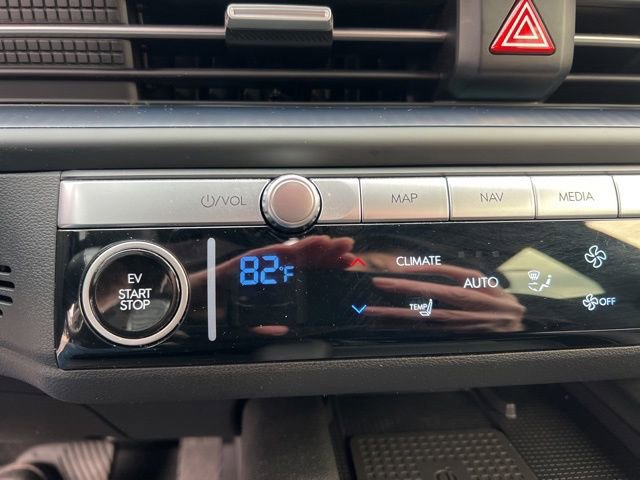 ⏻/VOL MAP NAV MEDIA
EV
START
STOP
82°F
CLIMATE
AUTO
TEMP
OFF